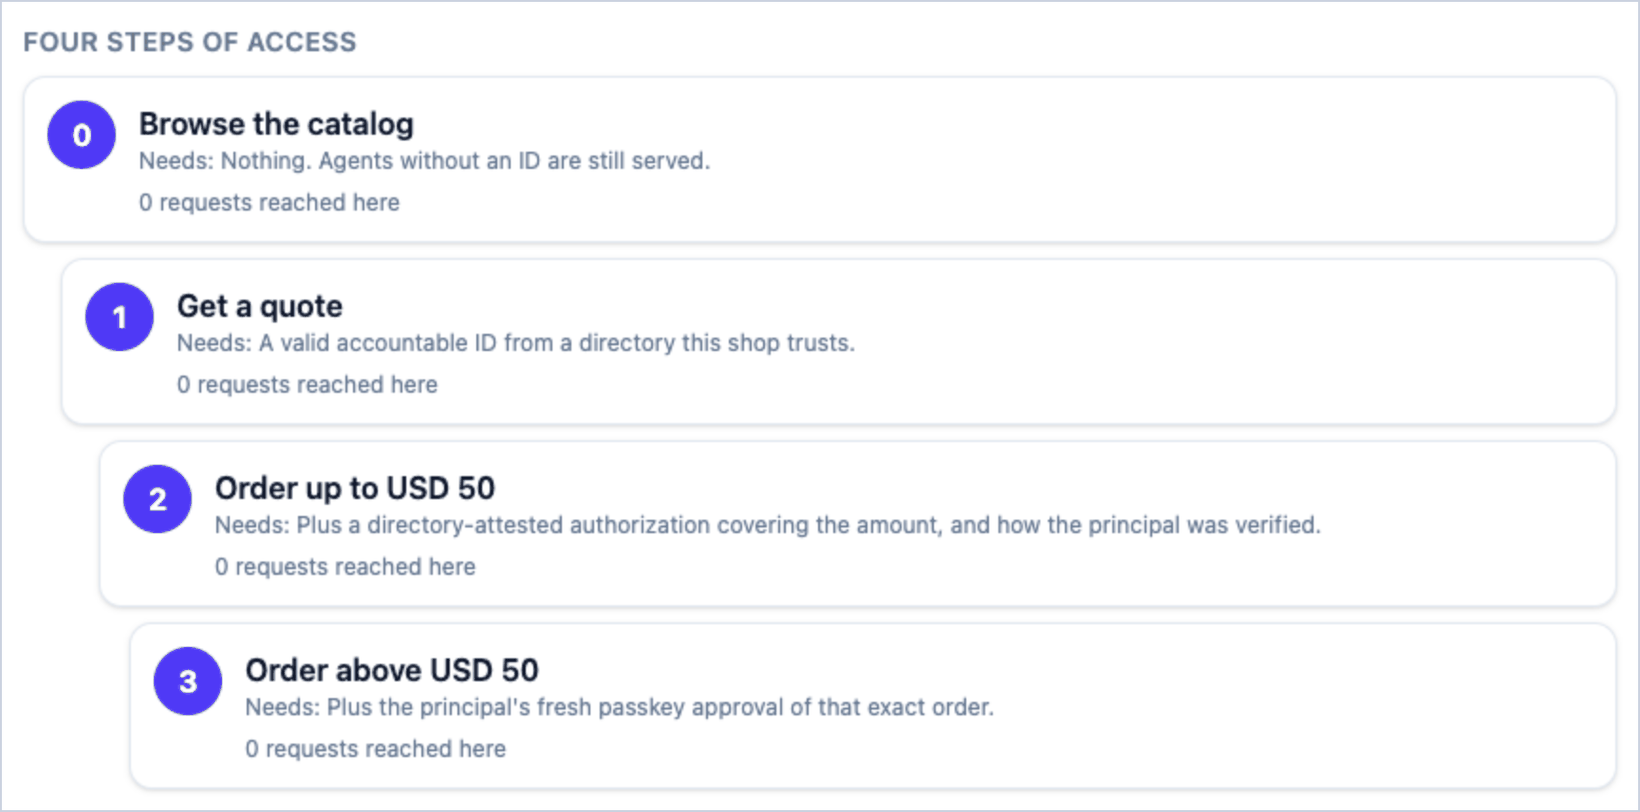 FOUR STEPS OF ACCESS
0
Browse the catalog
Needs: Nothing. Agents without an ID are still served.
0 requests reached here
1
Get a quote
Needs: A valid accountable ID from a directory this shop trusts.
0 requests reached here
2
Order up to USD 50
Needs: Plus a directory-attested authorization covering the amount, and how the principal was verified.
0 requests reached here
3
Order above USD 50
Needs: Plus the principal's fresh passkey approval of that exact order.
0 requests reached here